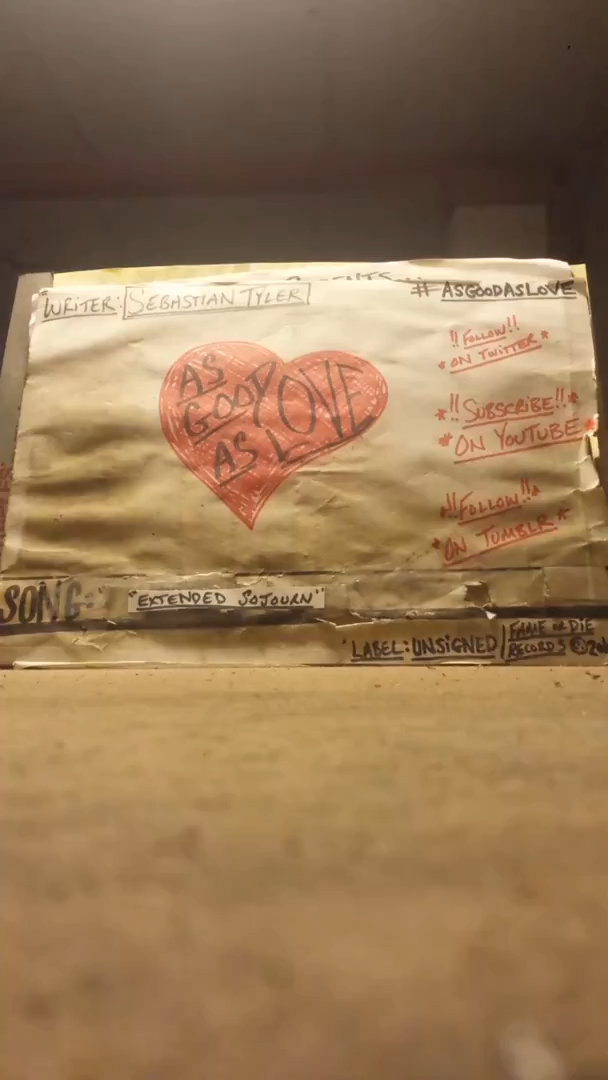 WRITER: SEBASTIAN TYLER
# ASGOODASLOVE
AS
GOOD
AS LOVE
!!FOLLOW!!
*ON TWITTER*
*!!SUBSCRIBE!!*
*ON YOUTUBE*
*!!FOLLOW!!*
*ON TUMBLR*
SONG: "EXTENDED SOJOURN"
LABEL: UNSIGNED / FAME OR DIE
RECORDS ©